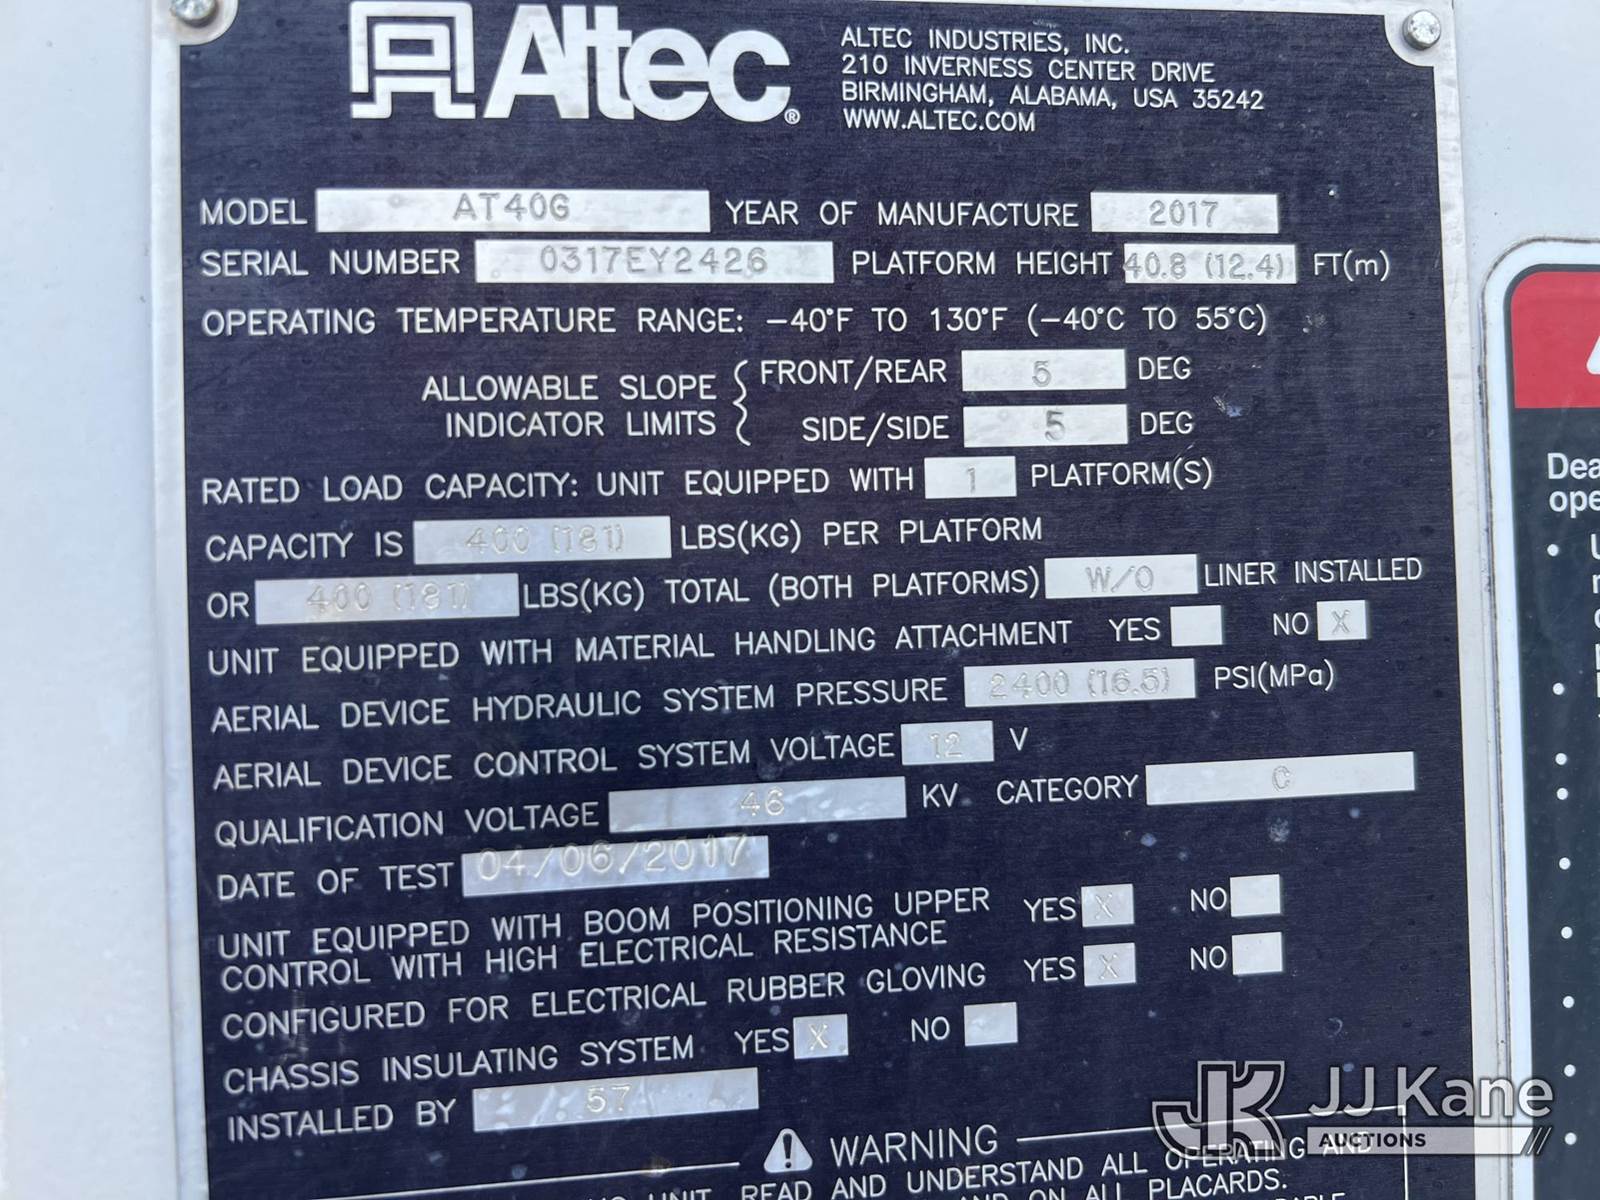 Altec®
ALTEC INDUSTRIES, INC.
210 INVERNESS CENTER DRIVE
BIRMINGHAM, ALABAMA, USA 35242
WWW.ALTEC.COM
MODEL AT40G YEAR OF MANUFACTURE 2017
SERIAL NUMBER 0317EY2426 PLATFORM HEIGHT 40.8 (12.4) FT(m)
OPERATING TEMPERATURE RANGE: -40°F TO 130°F (-40°C TO 55°C)
ALLOWABLE SLOPE INDICATOR LIMITS { FRONT/REAR 5 DEG
SIDE/SIDE 5 DEG
RATED LOAD CAPACITY: UNIT EQUIPPED WITH 1 PLATFORM(S)
CAPACITY IS 400 (181) LBS(KG) PER PLATFORM
OR 400 (181) LBS(KG) TOTAL (BOTH PLATFORMS) W/O LINER INSTALLED
UNIT EQUIPPED WITH MATERIAL HANDLING ATTACHMENT YES NO X
AERIAL DEVICE HYDRAULIC SYSTEM PRESSURE 2400 (16.5) PSI(MPa)
AERIAL DEVICE CONTROL SYSTEM VOLTAGE 12 V
QUALIFICATION VOLTAGE 46 KV CATEGORY C
DATE OF TEST 04/06/2017
UNIT EQUIPPED WITH BOOM POSITIONING UPPER
CONTROL WITH HIGH ELECTRICAL RESISTANCE YES X NO
CONFIGURED FOR ELECTRICAL RUBBER GLOVING YES X NO
CHASSIS INSULATING SYSTEM YES X NO
INSTALLED BY 57
WARNING
UNIT, READ AND UNDERSTAND ALL OPERATING AND
AND ON ALL PLACARDS.
JJ Kane
AUCTIONS